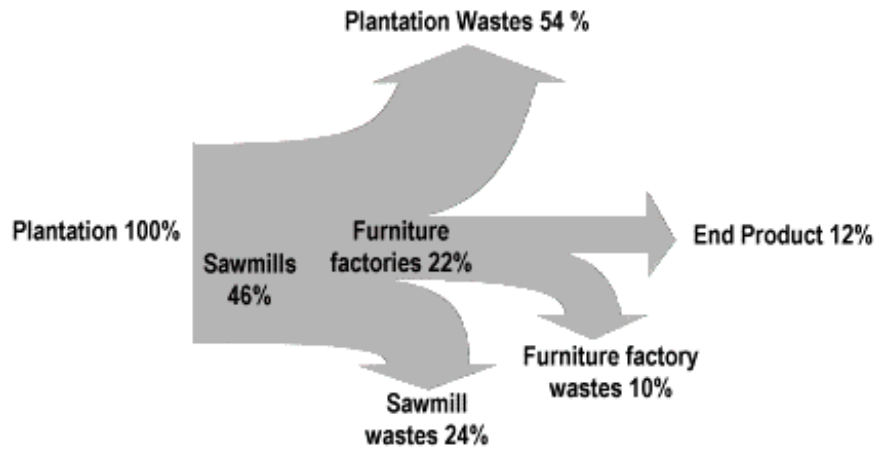 Plantation Wastes 54 %
Plantation 100%
Sawmills
46%
Furniture
factories 22%
End Product 12%
Furniture factory
wastes 10%
Sawmill
wastes 24%